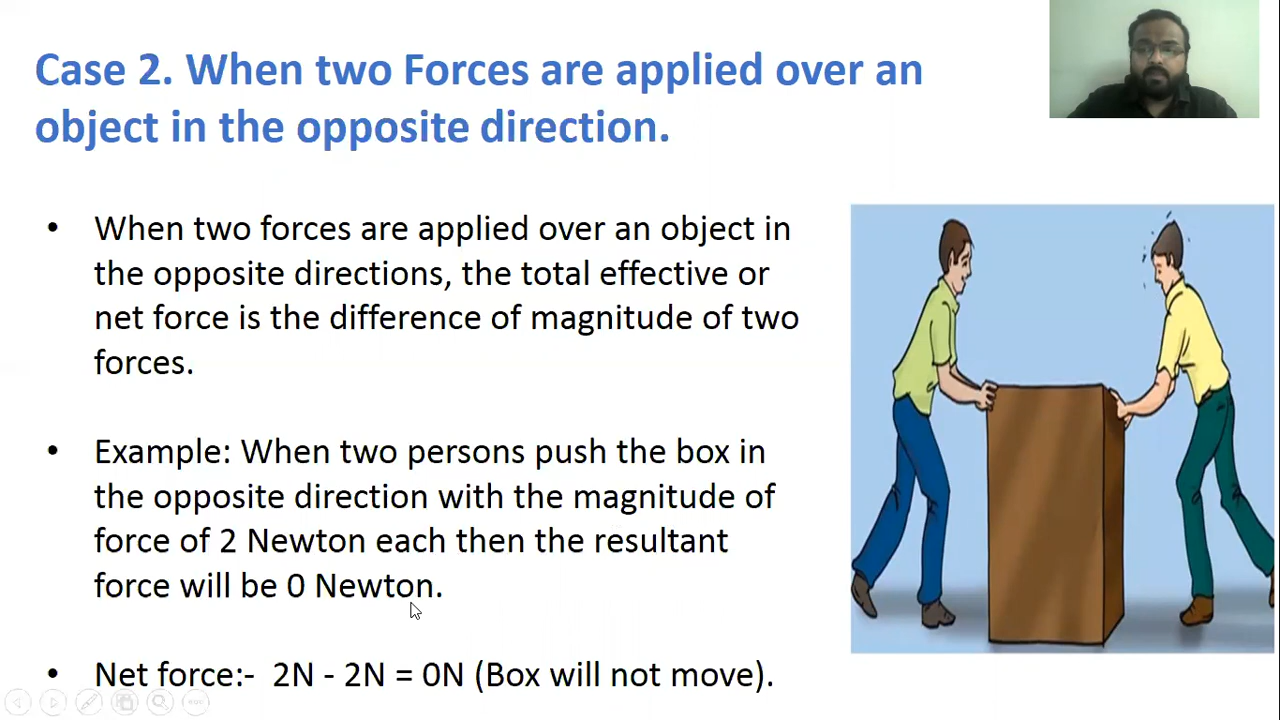 Case 2. When two Forces are applied over an
object in the opposite direction.
• When two forces are applied over an object in
the opposite directions, the total effective or
net force is the difference of magnitude of two
forces.
• Example: When two persons push the box in
the opposite direction with the magnitude of
force of 2 Newton each then the resultant
force will be 0 Newton.
• Net force:- 2N - 2N = 0N (Box will not move).